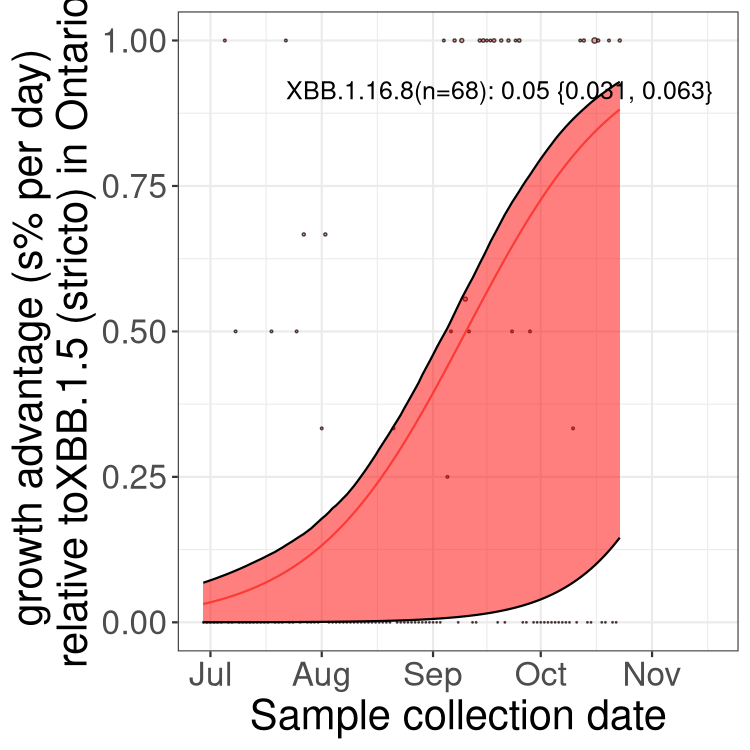 growth advantage (s% per day)
relative toXBB.1.5 (stricto) in Ontario
1.00
0.75
0.50
0.25
0.00
XBB.1.16.8(n=68): 0.05 {0.031, 0.063}
Jul Aug Sep Oct Nov
Sample collection date